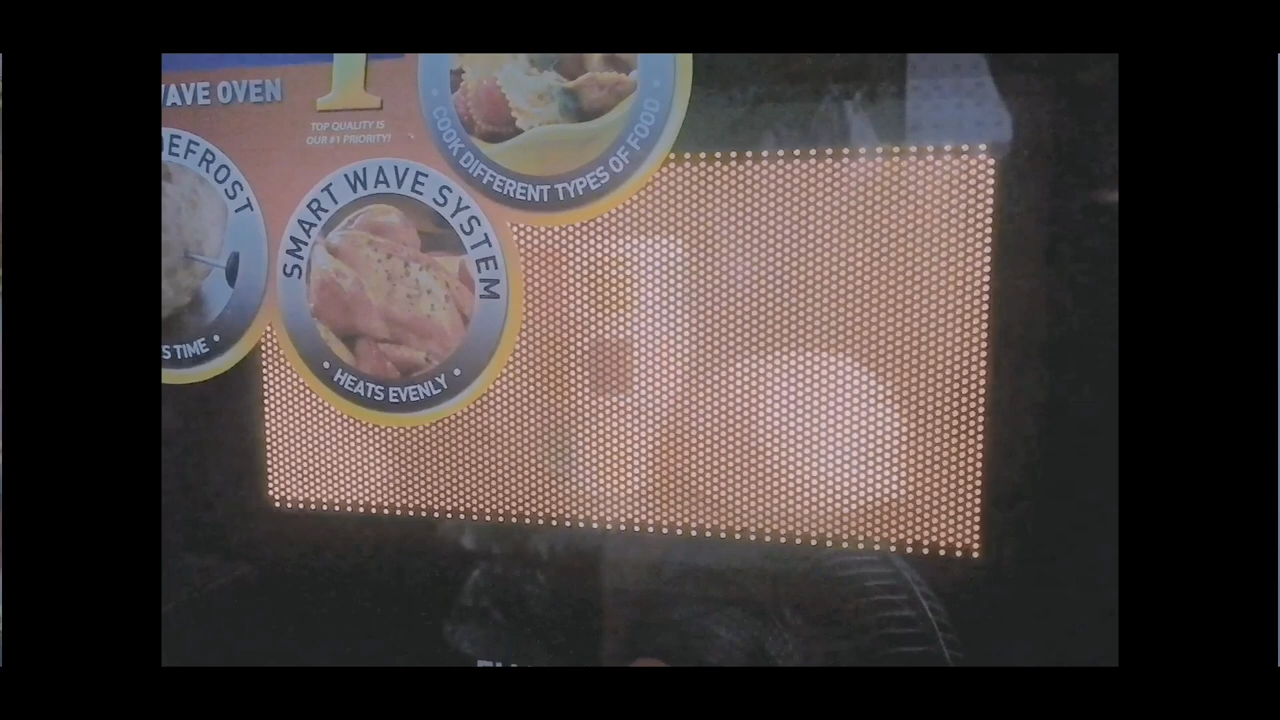 WAVE OVEN
1
TOP QUALITY IS
OUR #1 PRIORITY!
COOK DIFFERENT TYPES OF FOOD
DEFROST
SMART WAVE SYSTEM
• HEATS EVENLY •
TIME •